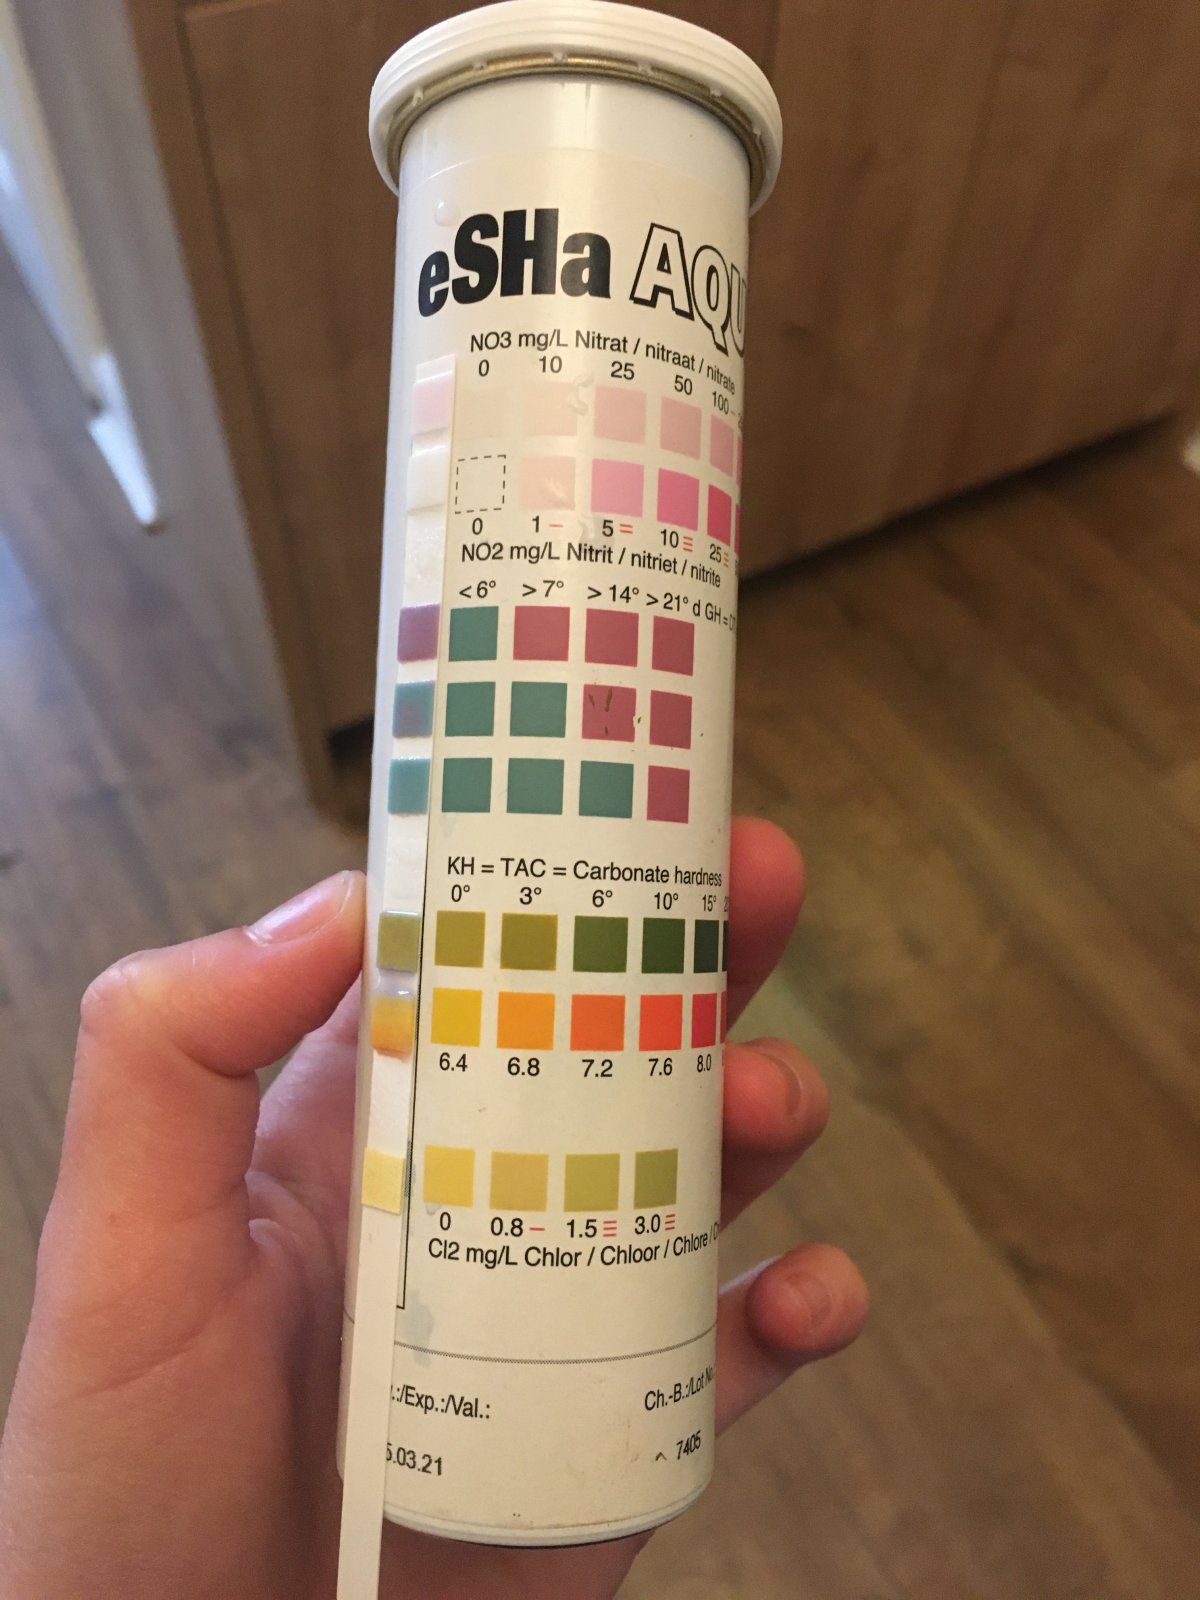 eSHa AQU
NO3 mg/L Nitrat / nitraat / nitrate
0 10 25 50 100 –
0 1 – 5 = 10 ≡ 25 ≡
NO2 mg/L Nitrit / nitriet / nitrite
< 6° > 7° > 14° > 21° d GH =
KH = TAC = Carbonate hardness
0° 3° 6° 10° 15°
6.4 6.8 7.2 7.6 8.0
0 0.8 – 1.5 ≡ 3.0 ≡
Cl2 mg/L Chlor / Chloor / Chlore /
.:/Exp.:/Val.: Ch.-B.:/Lot No.
5.03.21 ^ 7405